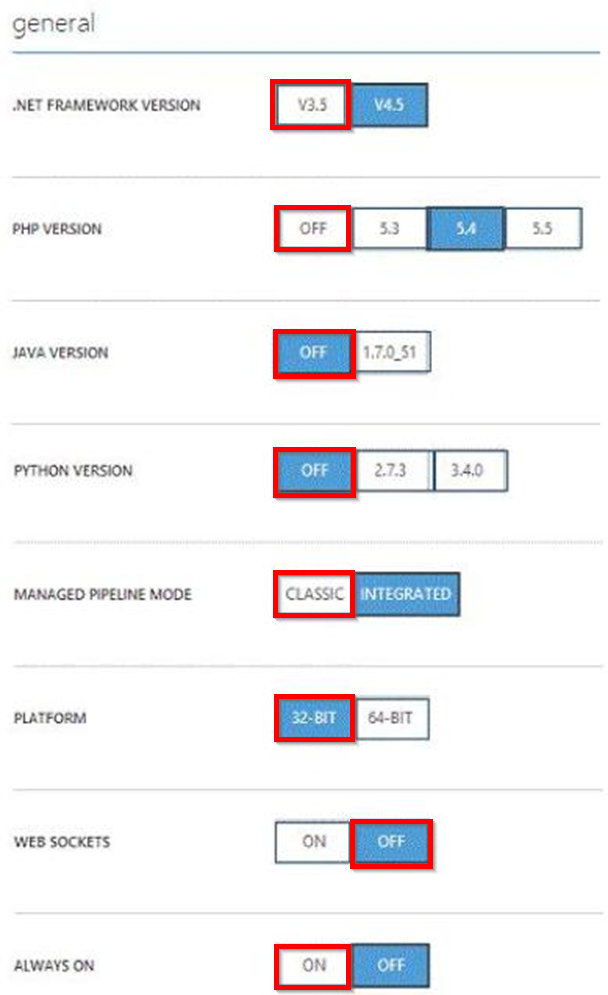 general
.NET FRAMEWORK VERSION V3.5 V4.5
PHP VERSION OFF 5.3 5.4 5.5
JAVA VERSION OFF 1.7.0_51
PYTHON VERSION OFF 2.7.3 3.4.0
MANAGED PIPELINE MODE CLASSIC INTEGRATED
PLATFORM 32-BIT 64-BIT
WEB SOCKETS ON OFF
ALWAYS ON ON OFF